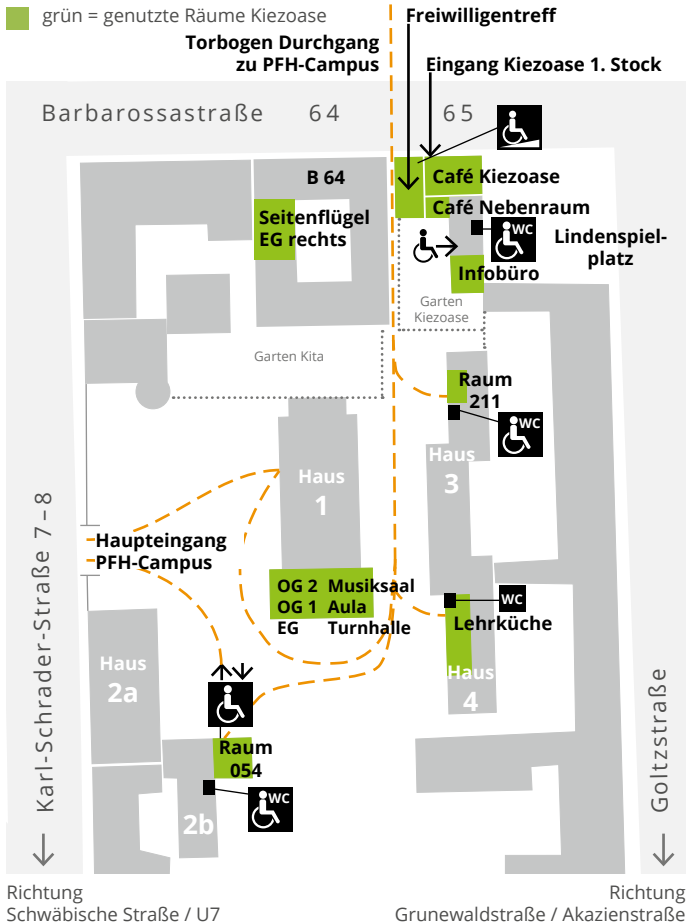 grün = genutzte Räume Kiezoase
Freiwilligentreff
Torbogen Durchgang
zu PFH-Campus
Eingang Kiezoase 1. Stock
Barbarossastraße 64 65
B 64
Café Kiezoase
Seitenflügel
EG rechts
Café Nebenraum
WC
Lindenspiel-
platz
Infobüro
Garten
Kiezoase
Garten Kita
Raum
211
WC
Haus
3
Haus
1
Karl-Schrader-Straße 7–8
Haupteingang
PFH-Campus
OG 2 Musiksaal
OG 1 Aula
EG Turnhalle
WC
Lehrküche
Haus
2a
Haus
4
Goltzstraße
Raum
054
WC
2b
Richtung
Schwäbische Straße / U7
Richtung
Grunewaldstraße / Akazienstraße